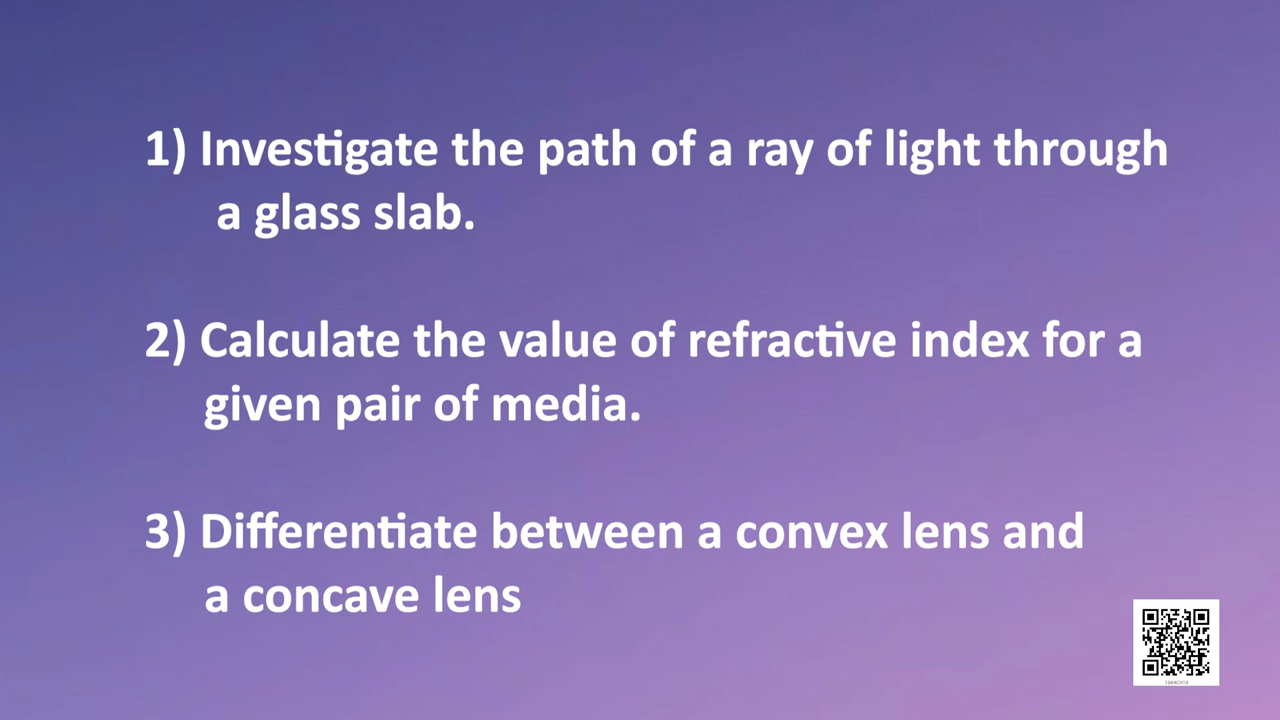 1) Investigate the path of a ray of light through
a glass slab.
2) Calculate the value of refractive index for a
given pair of media.
3) Differentiate between a convex lens and
a concave lens